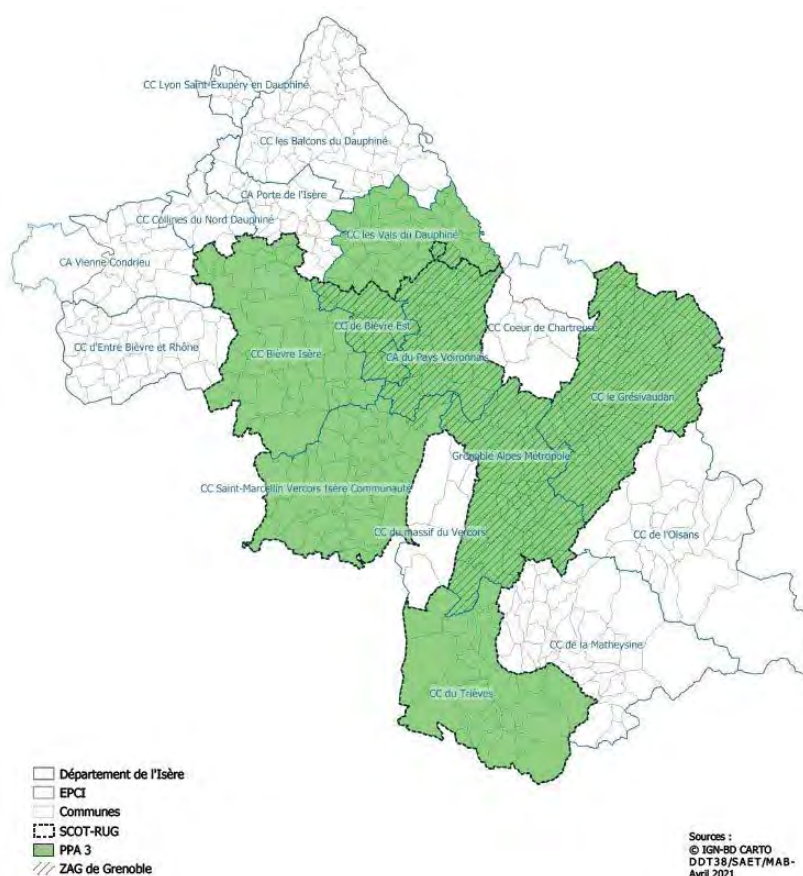 CC Lyon Saint-Exupéry en Dauphiné
CC les Balcons du Dauphiné
CA Porte de l'Isère
CC Collines du Nord Dauphiné
CC les Vals du Dauphiné
CA Vienne Condrieu
CC de Bièvre Est
CC Coeur de Chartreuse
CC d'Entre Bièvre et Rhône
CC Bièvre Isère
CA du Pays Voironnais
CC le Grésivaudan
Grenoble Alpes Métropole
CC Saint-Marcellin Vercors Isère Communauté
CC du massif du Vercors
CC de l'Oisans
CC de la Matheysine
CC du Trièves
Département de l'Isère
EPCI
Communes
SCOT-RUG
PPA 3
ZAG de Grenoble
Sources :
© IGN-BD CARTO
DDT38/SAET/MAB-
Avril 2021